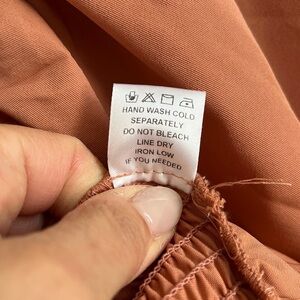 HAND WASH COLD
SEPARATELY
DO NOT BLEACH
LINE DRY
IRON LOW
IF YOU NEEDED